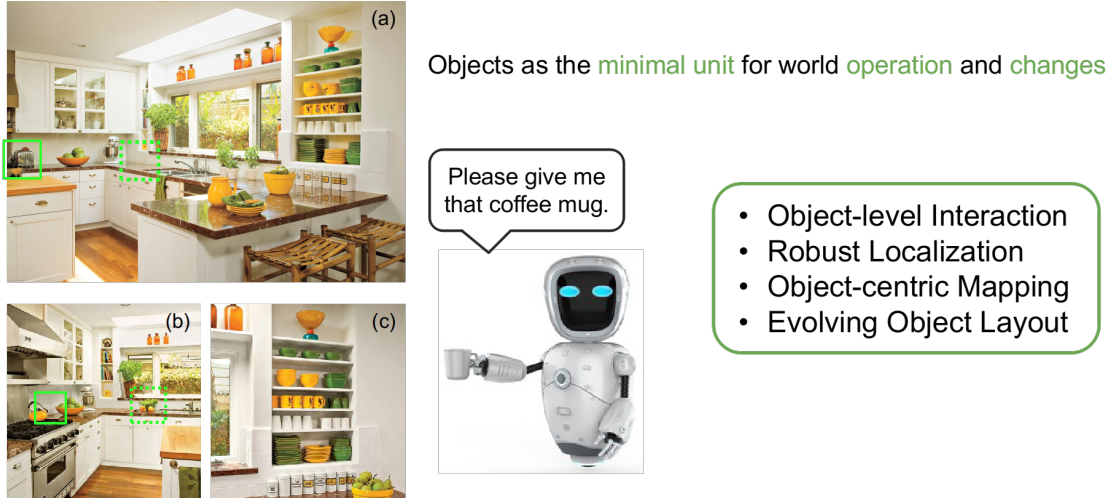 (a)
Objects as the minimal unit for world operation and changes
Please give me
that coffee mug.
• Object-level Interaction
• Robust Localization
• Object-centric Mapping
• Evolving Object Layout
(b)
(c)